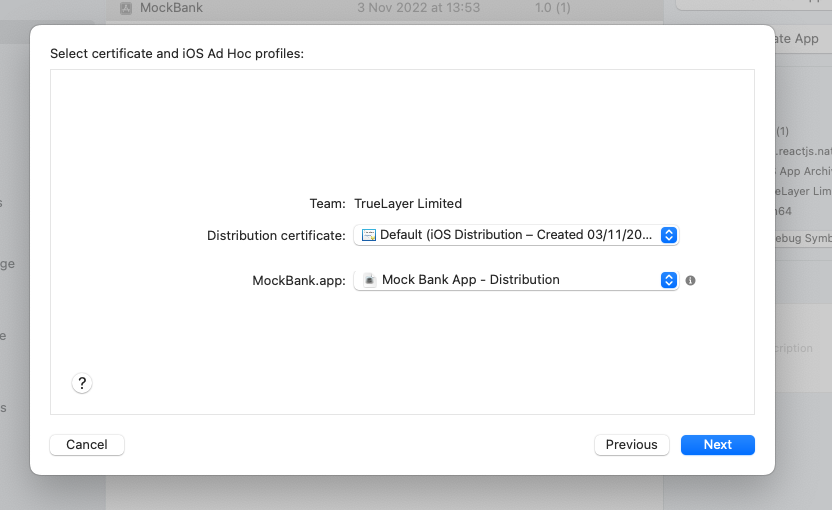 MockBank 3 Nov 2022 at 13:53 1.0 (1)
ate App
Select certificate and iOS Ad Hoc profiles:
(1)
.reactjs.nat
App Archi
Team: TrueLayer Limited
eLayer Lim
Distribution certificate: Default (iOS Distribution – Created 03/11/20...
ebug Symb
ge
MockBank.app: Mock Bank App - Distribution
e
cription
?
s
Cancel Previous Next